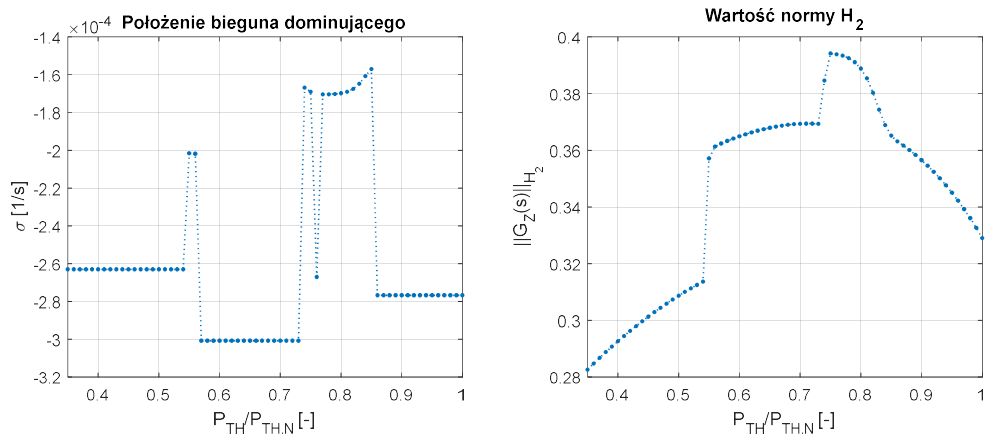 Położenie bieguna dominującego
×10⁻⁴
-1.4
-1.6
-1.8
-2
-2.2
-2.4
-2.6
-2.8
-3
-3.2
σ [1/s]
0.4 0.5 0.6 0.7 0.8 0.9 1
P_TH/P_TH,N [-]
Wartość normy H₂
0.4
0.38
0.36
0.34
0.32
0.3
0.28
||G_Z(s)||_H₂
0.4 0.5 0.6 0.7 0.8 0.9 1
P_TH/P_TH,N [-]